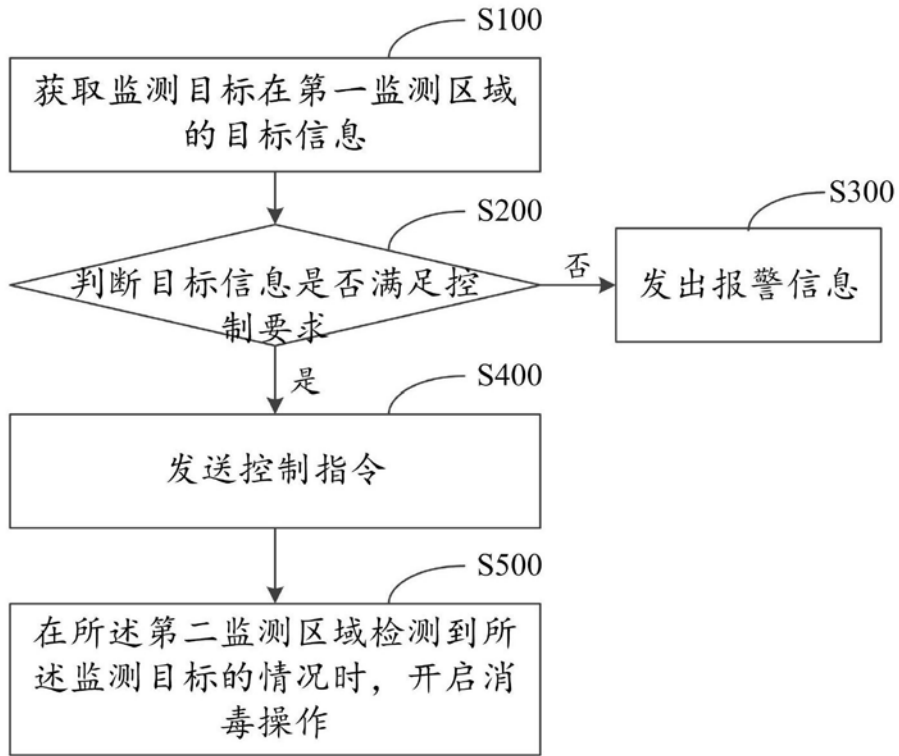 S100
获取监测目标在第一监测区域
的目标信息
S200
判断目标信息是否满足控
制要求
否
S300
发出报警信息
是
S400
发送控制指令
S500
在所述第二监测区域检测到所
述监测目标的情况时，开启消
毒操作